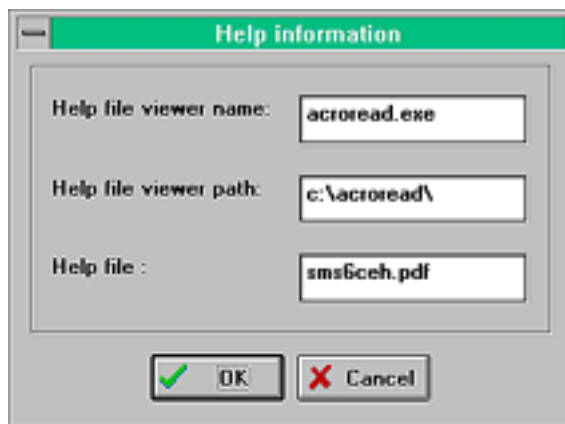 Help information
Help file viewer name: acroread.exe
Help file viewer path: c:\acroread\
Help file : sms6ceh.pdf
OK Cancel